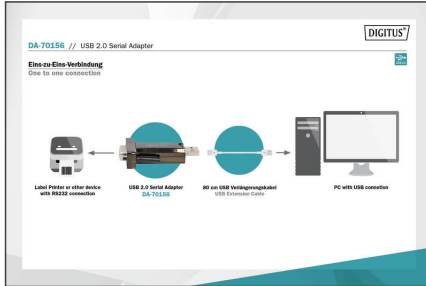 DIGITUS®
DA-70156 // USB 2.0 Serial Adapter
Eins-zu-Eins-Verbindung
One to one connection
Label Printer or other device
with RS232 connection
USB 2.0 Serial Adapter
DA-70156
80 cm USB Verlängerungskabel
USB Extension Cable
PC with USB connetion